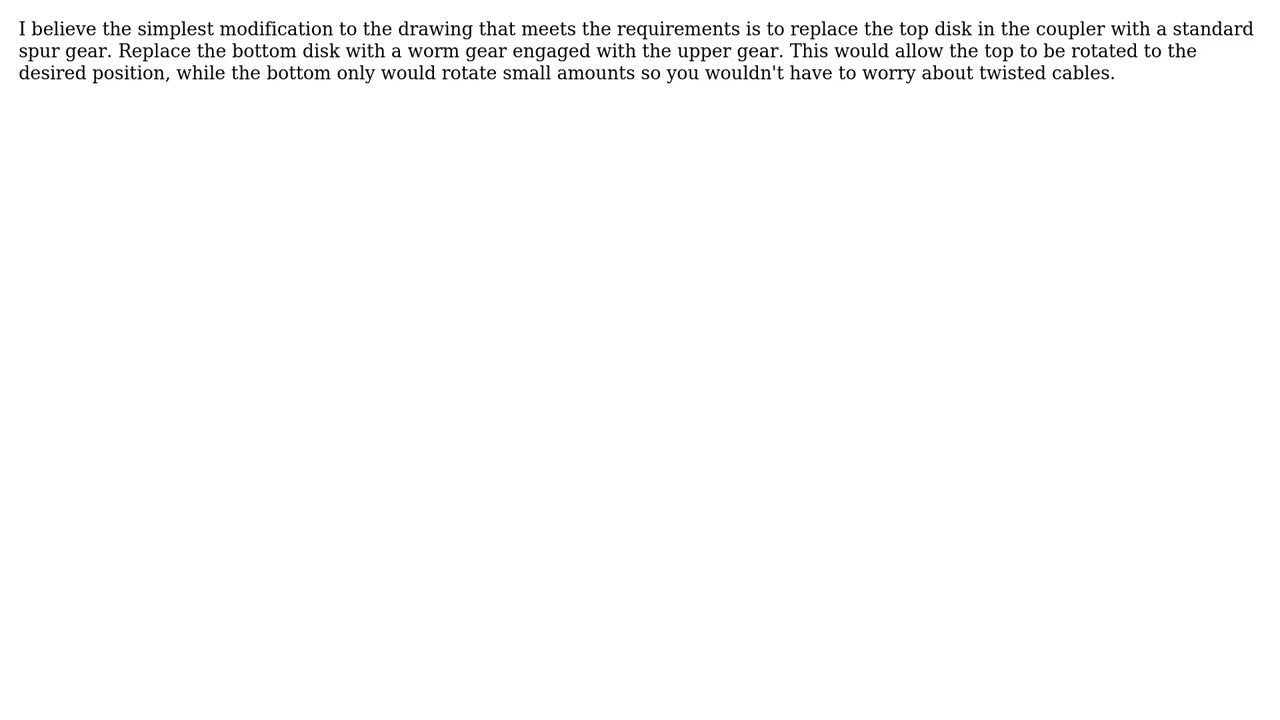 I believe the simplest modification to the drawing that meets the requirements is to replace the top disk in the coupler with a standard
spur gear. Replace the bottom disk with a worm gear engaged with the upper gear. This would allow the top to be rotated to the
desired position, while the bottom only would rotate small amounts so you wouldn't have to worry about twisted cables.